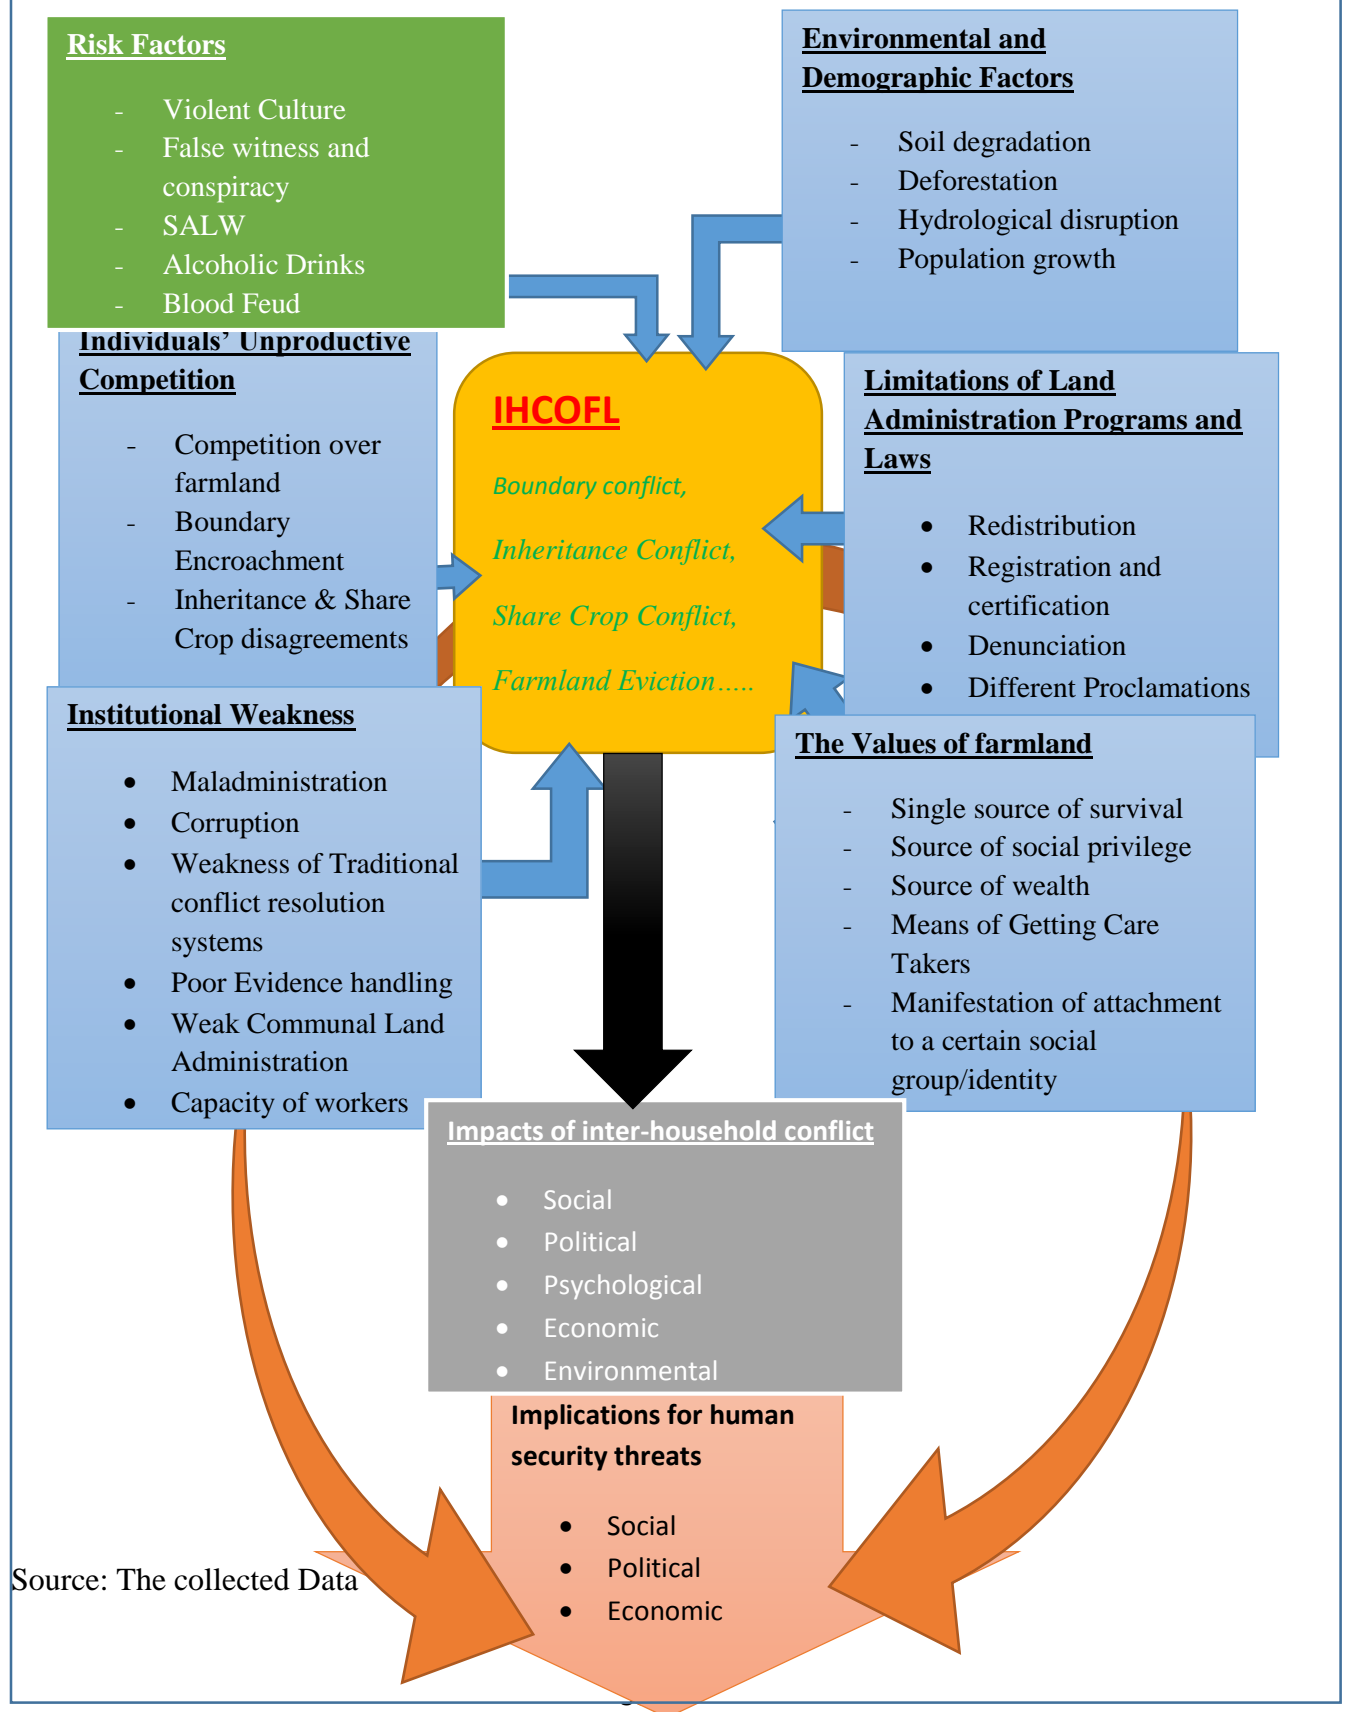 Risk Factors
- Violent Culture
- False witness and
conspiracy
- SALW
- Alcoholic Drinks
- Blood Feud
Environmental and
Demographic Factors
- Soil degradation
- Deforestation
- Hydrological disruption
- Population growth
Individuals’ Unproductive
Competition
- Competition over
farmland
- Boundary
Encroachment
- Inheritance & Share
Crop disagreements
IHCOFL
Boundary conflict,
Inheritance Conflict,
Share Crop Conflict,
Farmland Eviction…..
Limitations of Land
Administration Programs and
Laws
• Redistribution
• Registration and
certification
• Denunciation
• Different Proclamations
Institutional Weakness
• Maladministration
• Corruption
• Weakness of Traditional
conflict resolution
systems
• Poor Evidence handling
• Weak Communal Land
Administration
• Capacity of workers
The Values of farmland
- Single source of survival
- Source of social privilege
- Source of wealth
- Means of Getting Care
Takers
- Manifestation of attachment
to a certain social
group/identity
Impacts of inter-household conflict
• Social
• Political
• Psychological
• Economic
• Environmental
Implications for human
security threats
• Social
• Political
• Economic
Source: The collected Data